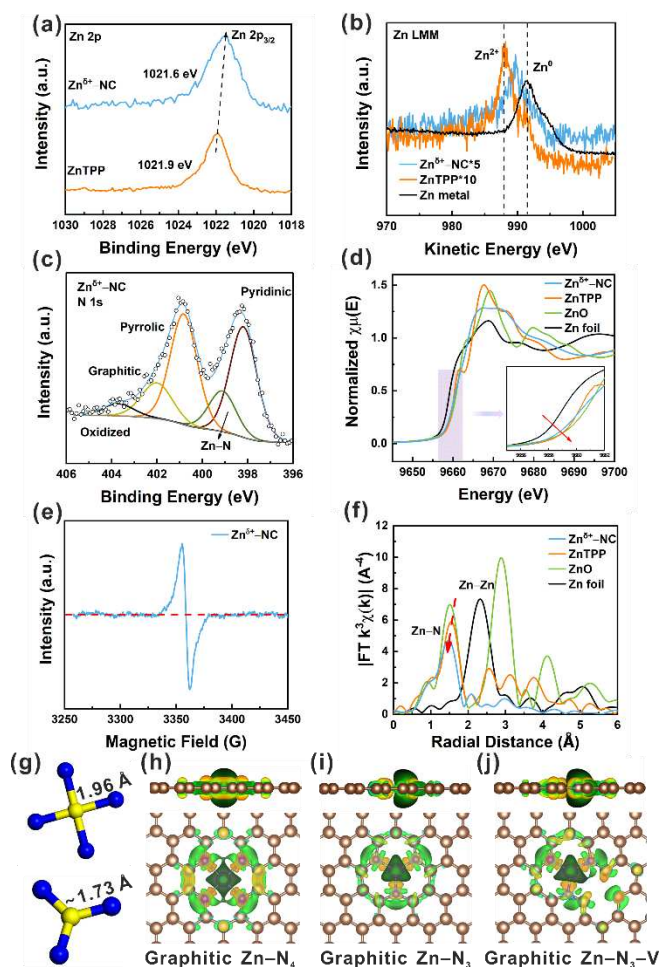 (a)
Zn 2p
Zn 2p3/2
1021.6 eV
Znδ+–NC
1021.9 eV
ZnTPP
Intensity (a.u.)
1030 1028 1026 1024 1022 1020 1018
Binding Energy (eV)
(b)
Zn LMM
Zn2+
Zn0
Znδ+–NC*5
ZnTPP*10
Zn metal
Intensity (a.u.)
970 980 990 1000
Kinetic Energy (eV)
(c)
Znδ+–NC
N 1s
Pyridinic
Pyrrolic
Graphitic
Oxidized
Zn–N
Intensity (a.u.)
406 404 402 400 398 396
Binding Energy (eV)
(d)
Znδ+–NC
ZnTPP
ZnO
Zn foil
Normalized χμ(E)
1.5
1.0
0.5
0.0
9650 9660 9670 9680 9690 9700
Energy (eV)
(e)
Znδ+–NC
Intensity (a.u.)
3250 3300 3350 3400 3450
Magnetic Field (G)
(f)
Znδ+–NC
ZnTPP
ZnO
Zn foil
Zn–Zn
Zn–N
|FT k3χ(k)| (A-4)
14
12
10
8
6
4
2
0
0 1 2 3 4 5 6
Radial Distance (Å)
(g)
1.96 Å
~1.73 Å
(h)
Graphitic Zn–N4
(i)
Graphitic Zn–N3
(j)
Graphitic Zn–N3–V